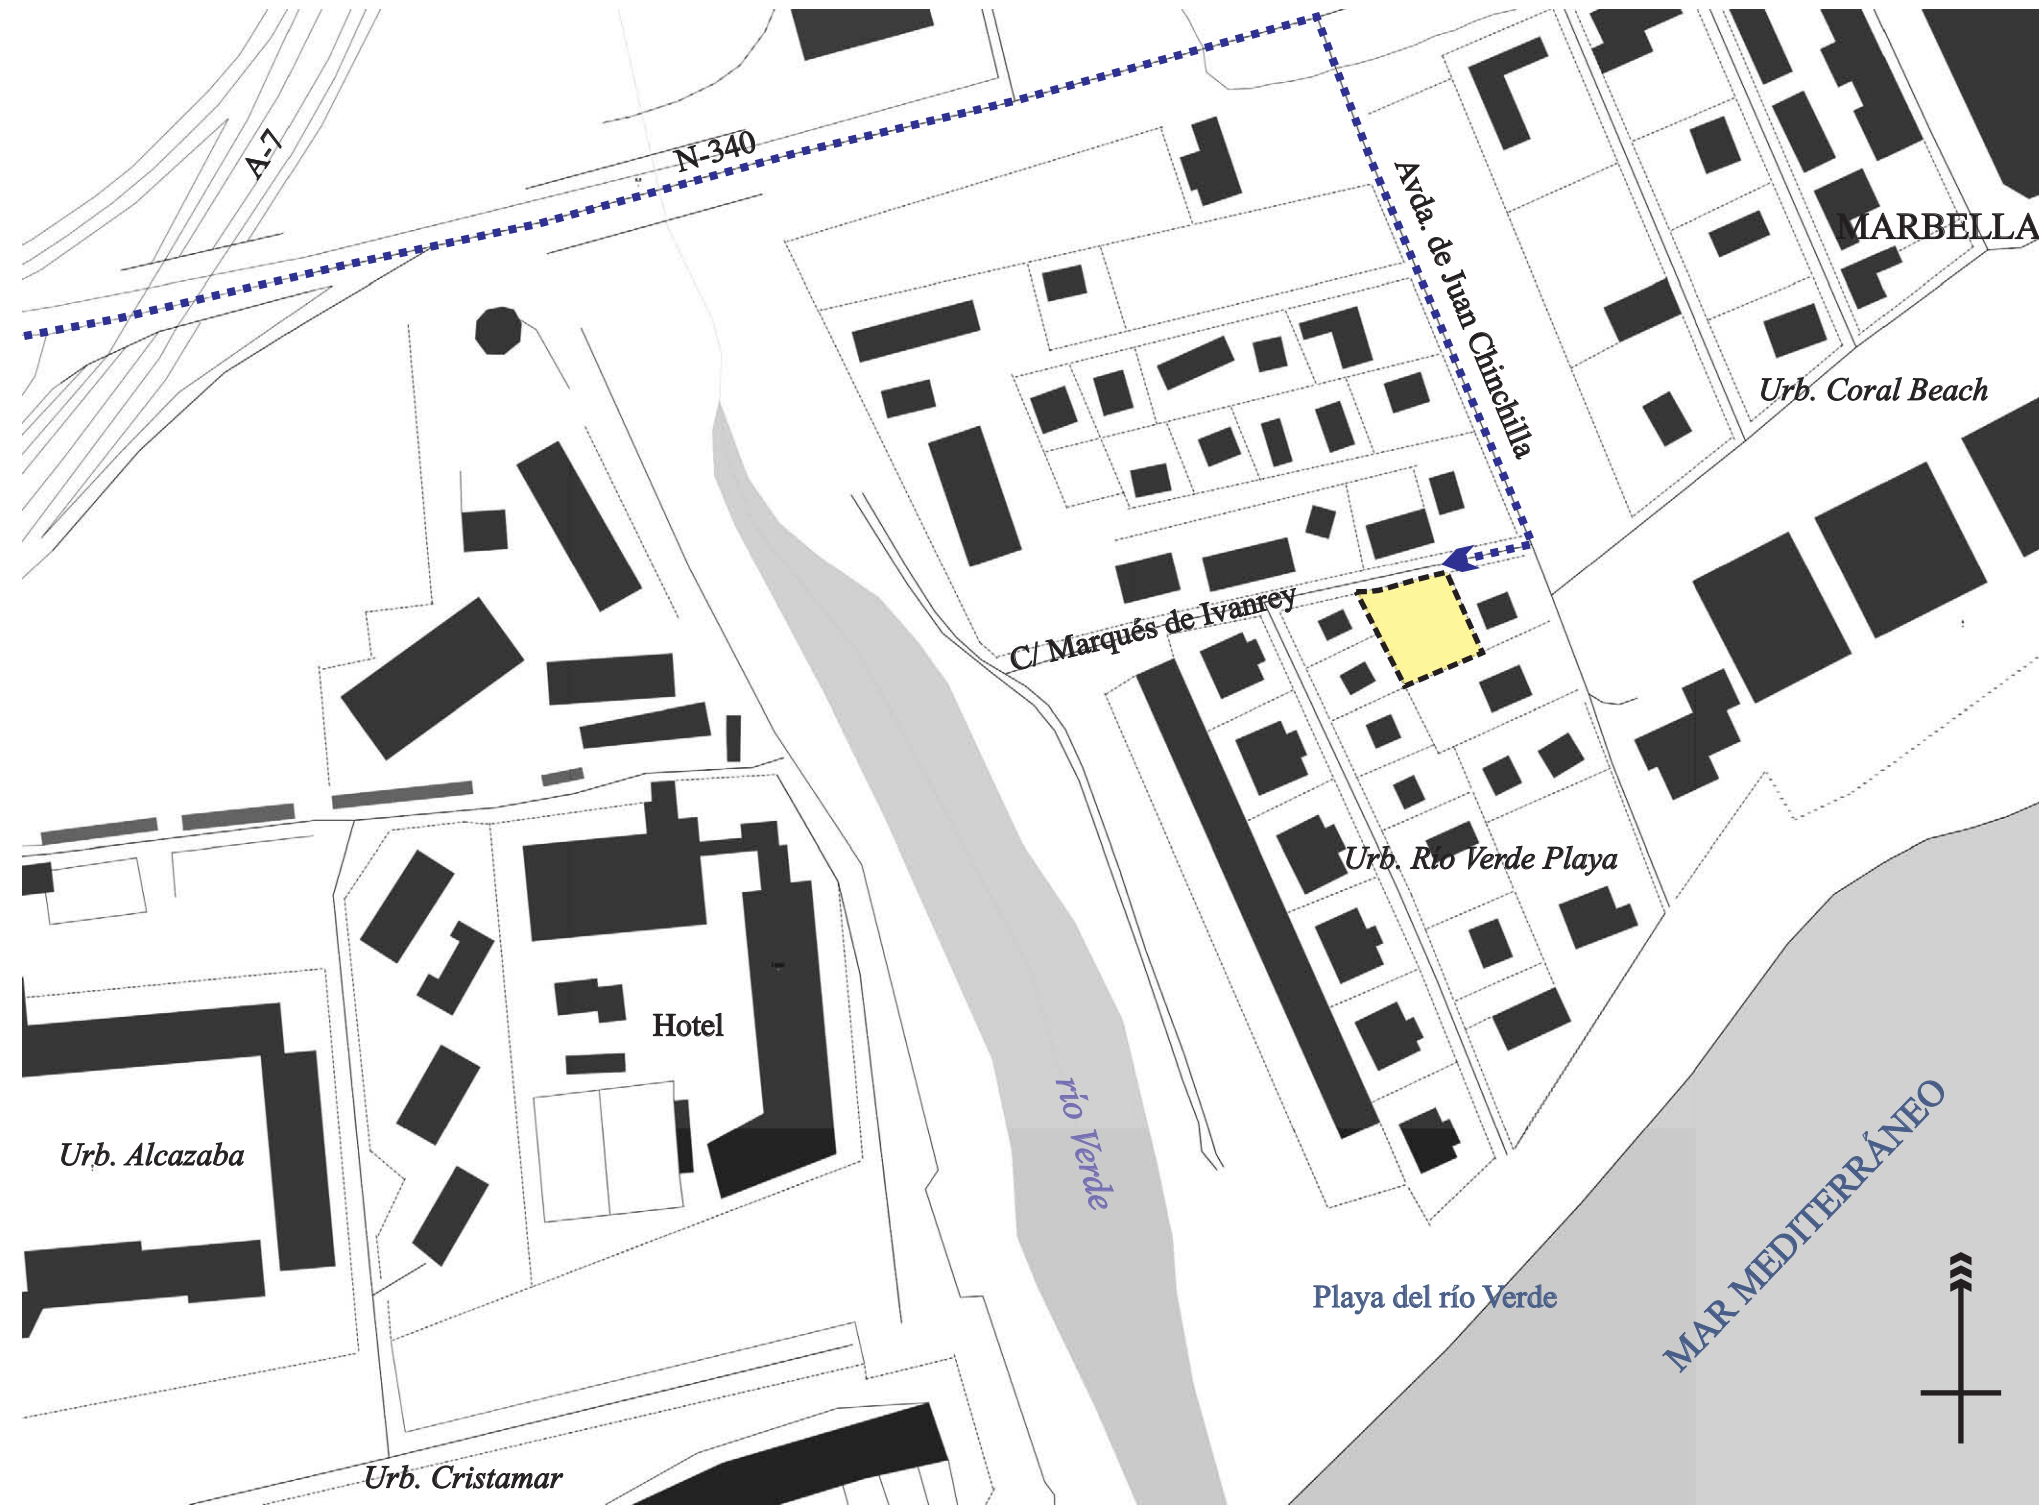 A-7
N-340
Avda. de Juan Chinchilla
MARBELLA
Urb. Coral Beach
C/ Marqués de Ivanrey
Urb. Río Verde Playa
Hotel
río Verde
Urb. Alcazaba
MAR MEDITERRÁNEO
Playa del río Verde
Urb. Cristamar